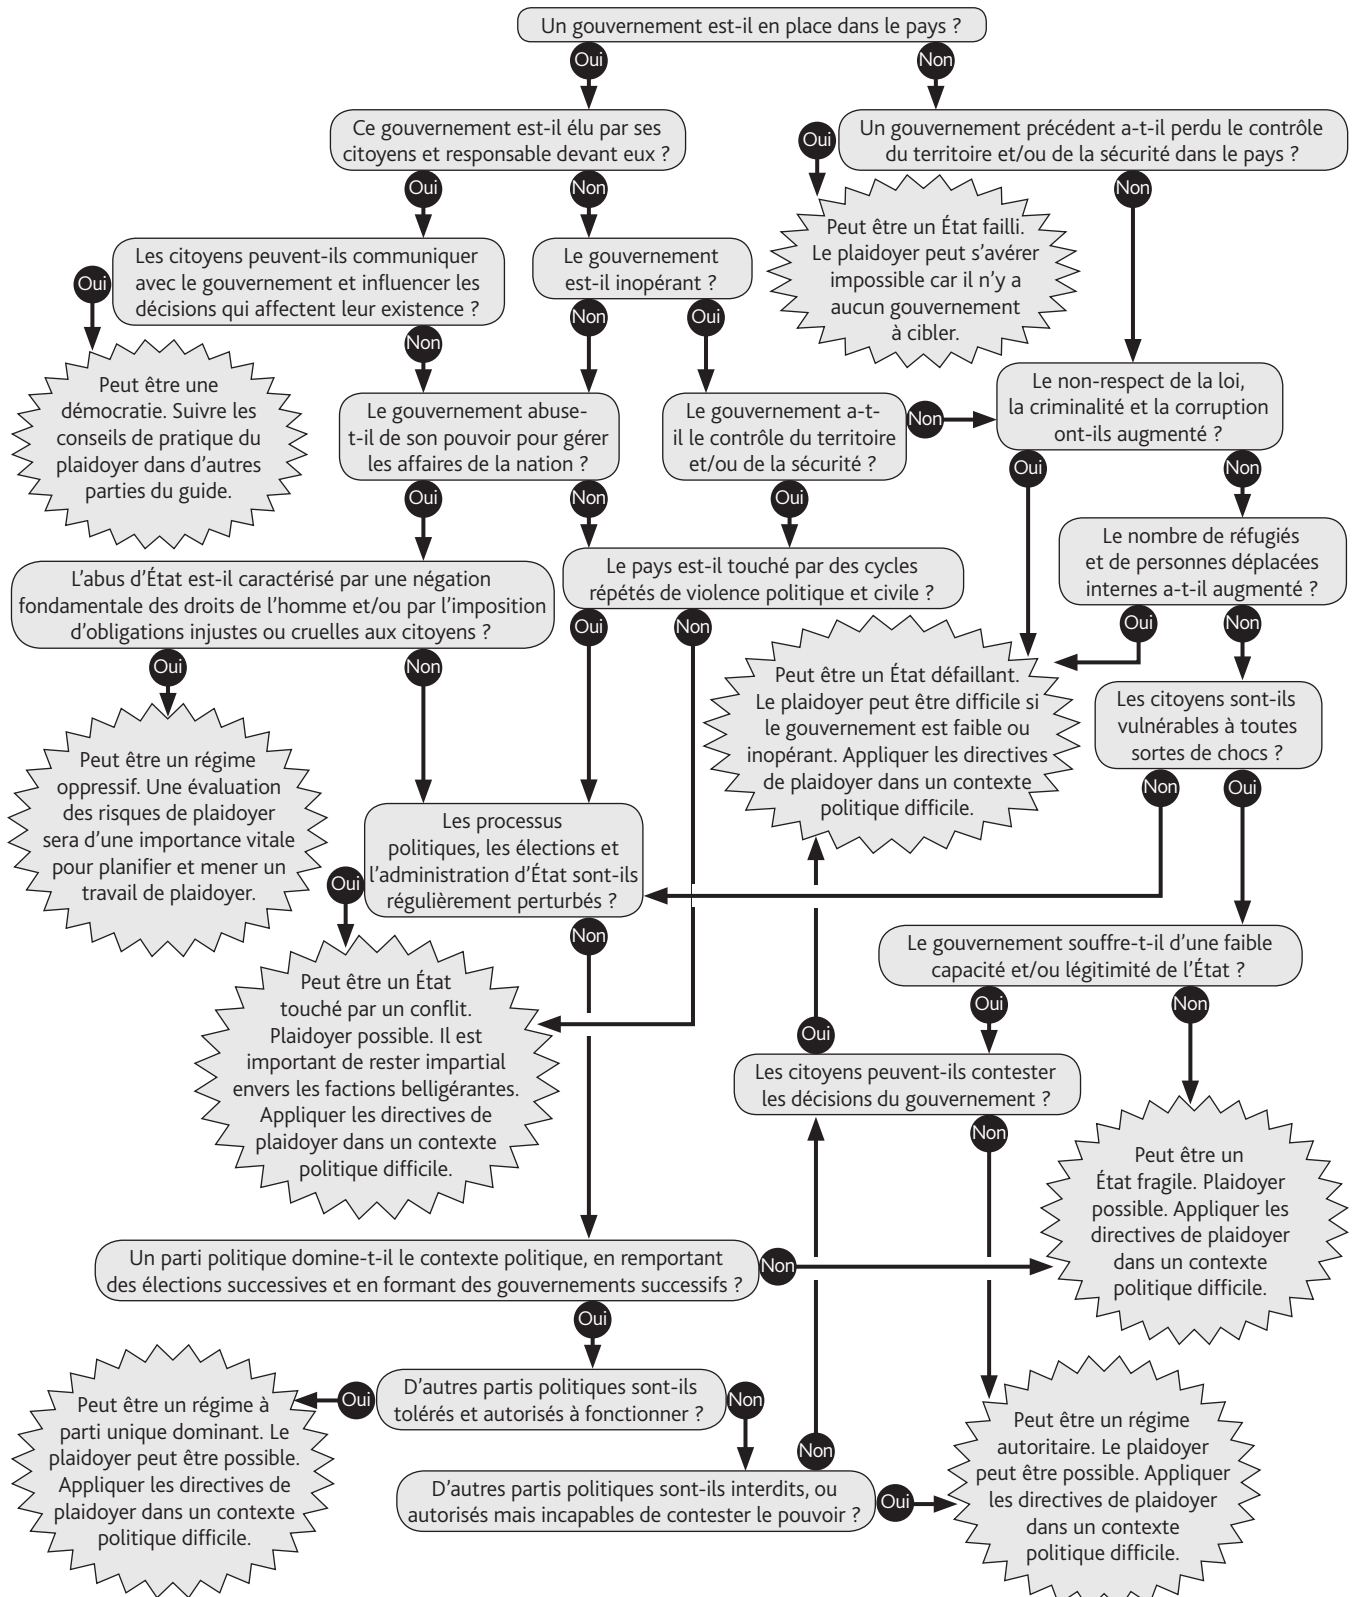 Un gouvernement est-il en place dans le pays ?
Oui
Non
Ce gouvernement est-il élu par ses
citoyens et responsable devant eux ?
Oui
Un gouvernement précédent a-t-il perdu le contrôle
du territoire et/ou de la sécurité dans le pays ?
Oui
Non
Non
Peut être un État failli.
Le plaidoyer peut s’avérer
impossible car il n’y a
aucun gouvernement
à cibler.
Les citoyens peuvent-ils communiquer
avec le gouvernement et influencer les
décisions qui affectent leur existence ?
Le gouvernement
est-il inopérant ?
Oui
Non
Non
Oui
Peut être une
démocratie. Suivre les
conseils de pratique du
plaidoyer dans d’autres
parties du guide.
Le gouvernement abuse-
t-il de son pouvoir pour gérer
les affaires de la nation ?
Le gouvernement a-t-
il le contrôle du territoire
et/ou de la sécurité ?
Non
Le non-respect de la loi,
la criminalité et la corruption
ont-ils augmenté ?
Oui
Non
Oui
Oui
Non
Le nombre de réfugiés
et de personnes déplacées
internes a-t-il augmenté ?
L’abus d’État est-il caractérisé par une négation
fondamentale des droits de l’homme et/ou par l’imposition
d’obligations injustes ou cruelles aux citoyens ?
Le pays est-il touché par des cycles
répétés de violence politique et civile ?
Oui
Non
Oui
Non
Oui
Non
Peut être un État défaillant.
Le plaidoyer peut être difficile si
le gouvernement est faible ou
inopérant. Appliquer les directives
de plaidoyer dans un contexte
politique difficile.
Les citoyens sont-ils
vulnérables à toutes
sortes de chocs ?
Peut être un régime
oppressif. Une évaluation
des risques de plaidoyer
sera d’une importance vitale
pour planifier et mener un
travail de plaidoyer.
Non
Oui
Les processus
politiques, les élections et
l’administration d’État sont-ils
régulièrement perturbés ?
Oui
Non
Le gouvernement souffre-t-il d’une faible
capacité et/ou légitimité de l’État ?
Peut être un État
touché par un conflit.
Plaidoyer possible. Il est
important de rester impartial
envers les factions belligérantes.
Appliquer les directives de
plaidoyer dans un contexte
politique difficile.
Oui
Non
Oui
Les citoyens peuvent-ils contester
les décisions du gouvernement ?
Non
Peut être un
État fragile. Plaidoyer
possible. Appliquer les
directives de plaidoyer
dans un contexte
politique difficile.
Un parti politique domine-t-il le contexte politique, en remportant
des élections successives et en formant des gouvernements successifs ?
Non
Oui
D’autres partis politiques sont-ils
tolérés et autorisés à fonctionner ?
Oui
Non
Peut être un régime à
parti unique dominant. Le
plaidoyer peut être possible.
Appliquer les directives de
plaidoyer dans un contexte
politique difficile.
Non
D’autres partis politiques sont-ils interdits, ou
autorisés mais incapables de contester le pouvoir ?
Oui
Peut être un régime
autoritaire. Le plaidoyer
peut être possible. Appliquer
les directives de plaidoyer
dans un contexte
politique difficile.